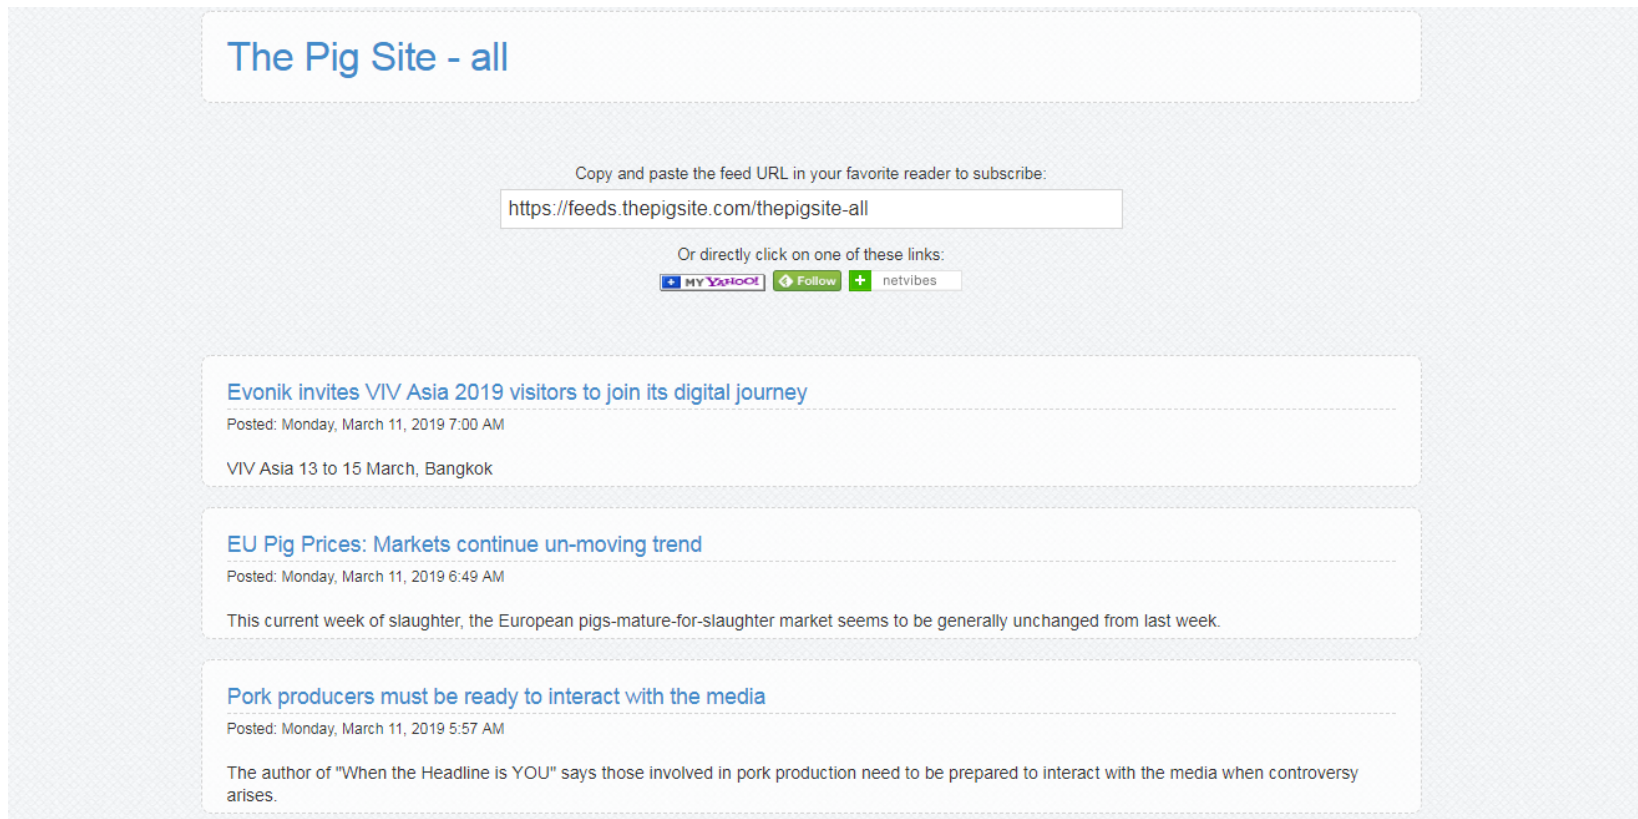 The Pig Site - all
Copy and paste the feed URL in your favorite reader to subscribe:
https://feeds.thepigsite.com/thepigsite-all
Or directly click on one of these links:
+ MY YAHOO! Follow + netvibes
Evonik invites VIV Asia 2019 visitors to join its digital journey
Posted: Monday, March 11, 2019 7:00 AM
VIV Asia 13 to 15 March, Bangkok
EU Pig Prices: Markets continue un-moving trend
Posted: Monday, March 11, 2019 6:49 AM
This current week of slaughter, the European pigs-mature-for-slaughter market seems to be generally unchanged from last week.
Pork producers must be ready to interact with the media
Posted: Monday, March 11, 2019 5:57 AM
The author of "When the Headline is YOU" says those involved in pork production need to be prepared to interact with the media when controversy
arises.